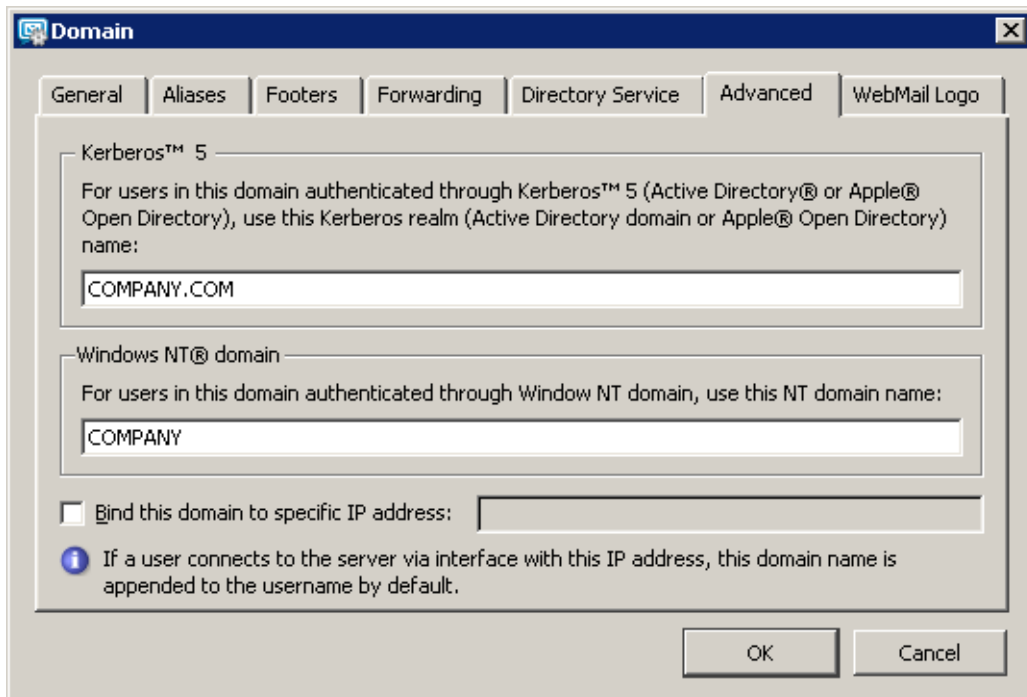 Domain
General Aliases Footers Forwarding Directory Service Advanced WebMail Logo
Kerberos™ 5
For users in this domain authenticated through Kerberos™ 5 (Active Directory® or Apple®
Open Directory), use this Kerberos realm (Active Directory domain or Apple® Open Directory)
name:
COMPANY.COM
Windows NT® domain
For users in this domain authenticated through Window NT domain, use this NT domain name:
COMPANY
Bind this domain to specific IP address:
If a user connects to the server via interface with this IP address, this domain name is
appended to the username by default.
OK Cancel